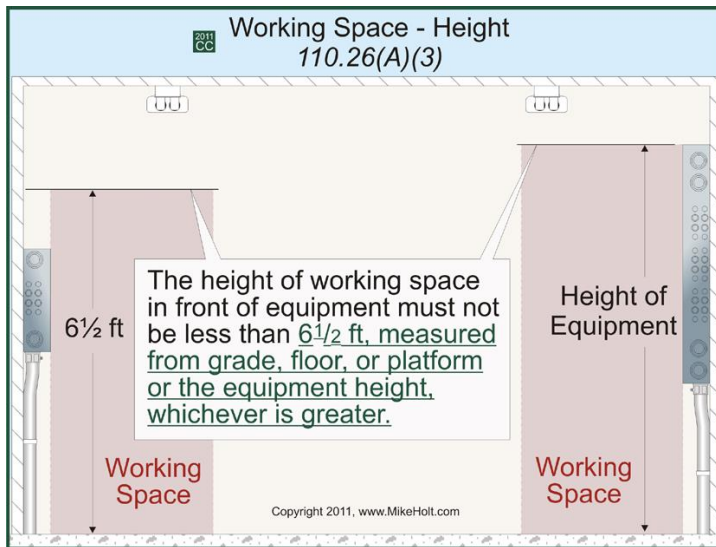 2011
CC
Working Space - Height
110.26(A)(3)
6½ ft
The height of working space
in front of equipment must not
be less than 6 1/2 ft, measured
from grade, floor, or platform
or the equipment height,
whichever is greater.
Height of
Equipment
Working
Space
Working
Space
Copyright 2011, www.MikeHolt.com